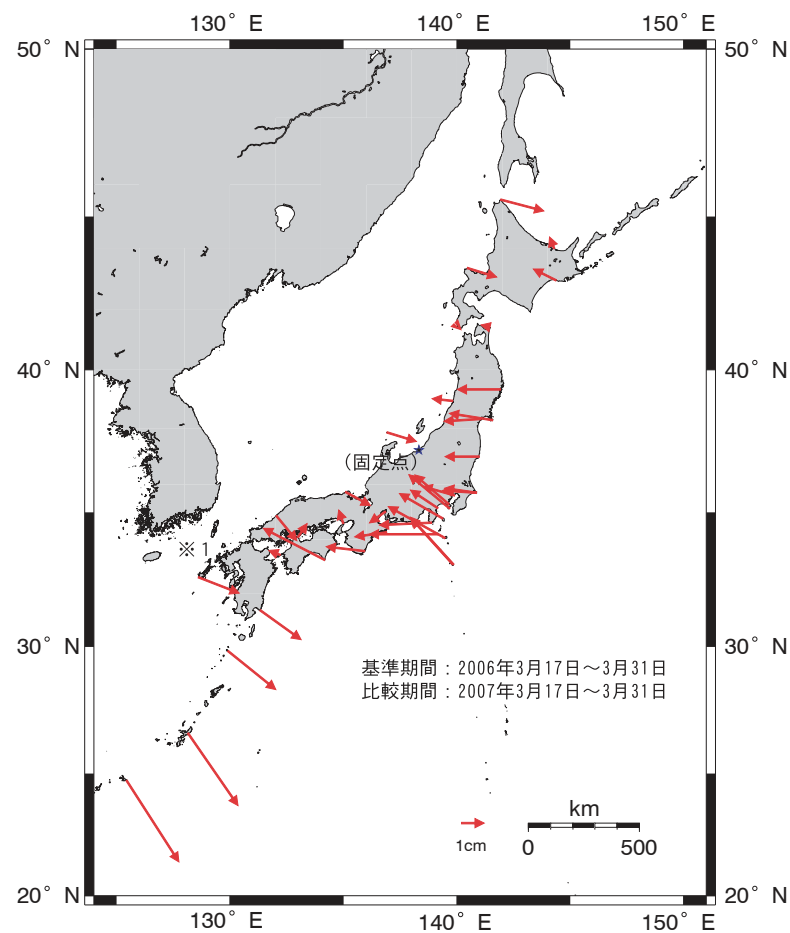 130° E 140° E 150° E
50° N 50° N
40° N 40° N
(固定点)
※1
30° N 30° N
基準期間：2006年3月17日～3月31日
比較期間：2007年3月17日～3月31日
km
1cm 0 500
20° N 20° N
130° E 140° E 150° E